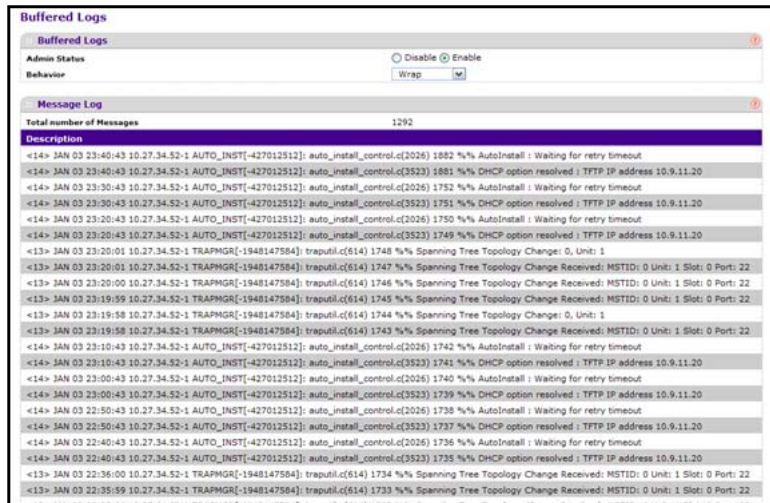 Buffered Logs
Buffered Logs
Admin Status Disable Enable
Behavior Wrap
Message Log
Total number of Messages 1292
Description
<14> JAN 03 23:40:43 10.27.34.52-1 AUTO_INST[-427012512]: auto_install_control.c(2026) 1882 %% AutoInstall : Waiting for retry timeout
<14> JAN 03 23:40:43 10.27.34.52-1 AUTO_INST[-427012512]: auto_install_control.c(3523) 1881 %% DHCP option resolved : TFTP IP address 10.9.11.20
<14> JAN 03 23:30:43 10.27.34.52-1 AUTO_INST[-427012512]: auto_install_control.c(2026) 1752 %% AutoInstall : Waiting for retry timeout
<14> JAN 03 23:30:43 10.27.34.52-1 AUTO_INST[-427012512]: auto_install_control.c(3523) 1751 %% DHCP option resolved : TFTP IP address 10.9.11.20
<14> JAN 03 23:20:43 10.27.34.52-1 AUTO_INST[-427012512]: auto_install_control.c(2026) 1750 %% AutoInstall : Waiting for retry timeout
<14> JAN 03 23:20:43 10.27.34.52-1 AUTO_INST[-427012512]: auto_install_control.c(3523) 1749 %% DHCP option resolved : TFTP IP address 10.9.11.20
<13> JAN 03 23:20:01 10.27.34.52-1 TRAPMGR[-1948147584]: traputil.c(614) 1748 %% Spanning Tree Topology Change: 0, Unit: 1
<13> JAN 03 23:20:01 10.27.34.52-1 TRAPMGR[-1948147584]: traputil.c(614) 1747 %% Spanning Tree Topology Change Received: MSTID: 0 Unit: 1 Slot: 0 Port: 22
<13> JAN 03 23:20:00 10.27.34.52-1 TRAPMGR[-1948147584]: traputil.c(614) 1746 %% Spanning Tree Topology Change Received: MSTID: 0 Unit: 1 Slot: 0 Port: 22
<13> JAN 03 23:19:59 10.27.34.52-1 TRAPMGR[-1948147584]: traputil.c(614) 1745 %% Spanning Tree Topology Change Received: MSTID: 0 Unit: 1 Slot: 0 Port: 22
<13> JAN 03 23:19:58 10.27.34.52-1 TRAPMGR[-1948147584]: traputil.c(614) 1744 %% Spanning Tree Topology Change: 0, Unit: 1
<13> JAN 03 23:19:58 10.27.34.52-1 TRAPMGR[-1948147584]: traputil.c(614) 1743 %% Spanning Tree Topology Change Received: MSTID: 0 Unit: 1 Slot: 0 Port: 22
<14> JAN 03 23:10:43 10.27.34.52-1 AUTO_INST[-427012512]: auto_install_control.c(2026) 1742 %% AutoInstall : Waiting for retry timeout
<14> JAN 03 23:10:43 10.27.34.52-1 AUTO_INST[-427012512]: auto_install_control.c(3523) 1741 %% DHCP option resolved : TFTP IP address 10.9.11.20
<14> JAN 03 23:00:43 10.27.34.52-1 AUTO_INST[-427012512]: auto_install_control.c(2026) 1740 %% AutoInstall : Waiting for retry timeout
<14> JAN 03 23:00:43 10.27.34.52-1 AUTO_INST[-427012512]: auto_install_control.c(3523) 1739 %% DHCP option resolved : TFTP IP address 10.9.11.20
<14> JAN 03 22:50:43 10.27.34.52-1 AUTO_INST[-427012512]: auto_install_control.c(2026) 1738 %% AutoInstall : Waiting for retry timeout
<14> JAN 03 22:50:43 10.27.34.52-1 AUTO_INST[-427012512]: auto_install_control.c(3523) 1737 %% DHCP option resolved : TFTP IP address 10.9.11.20
<14> JAN 03 22:40:43 10.27.34.52-1 AUTO_INST[-427012512]: auto_install_control.c(2026) 1736 %% AutoInstall : Waiting for retry timeout
<14> JAN 03 22:40:43 10.27.34.52-1 AUTO_INST[-427012512]: auto_install_control.c(3523) 1735 %% DHCP option resolved : TFTP IP address 10.9.11.20
<13> JAN 03 22:36:00 10.27.34.52-1 TRAPMGR[-1948147584]: traputil.c(614) 1734 %% Spanning Tree Topology Change Received: MSTID: 0 Unit: 1 Slot: 0 Port: 22
<13> JAN 03 22:35:59 10.27.34.52-1 TRAPMGR[-1948147584]: traputil.c(614) 1733 %% Spanning Tree Topology Change Received: MSTID: 0 Unit: 1 Slot: 0 Port: 22